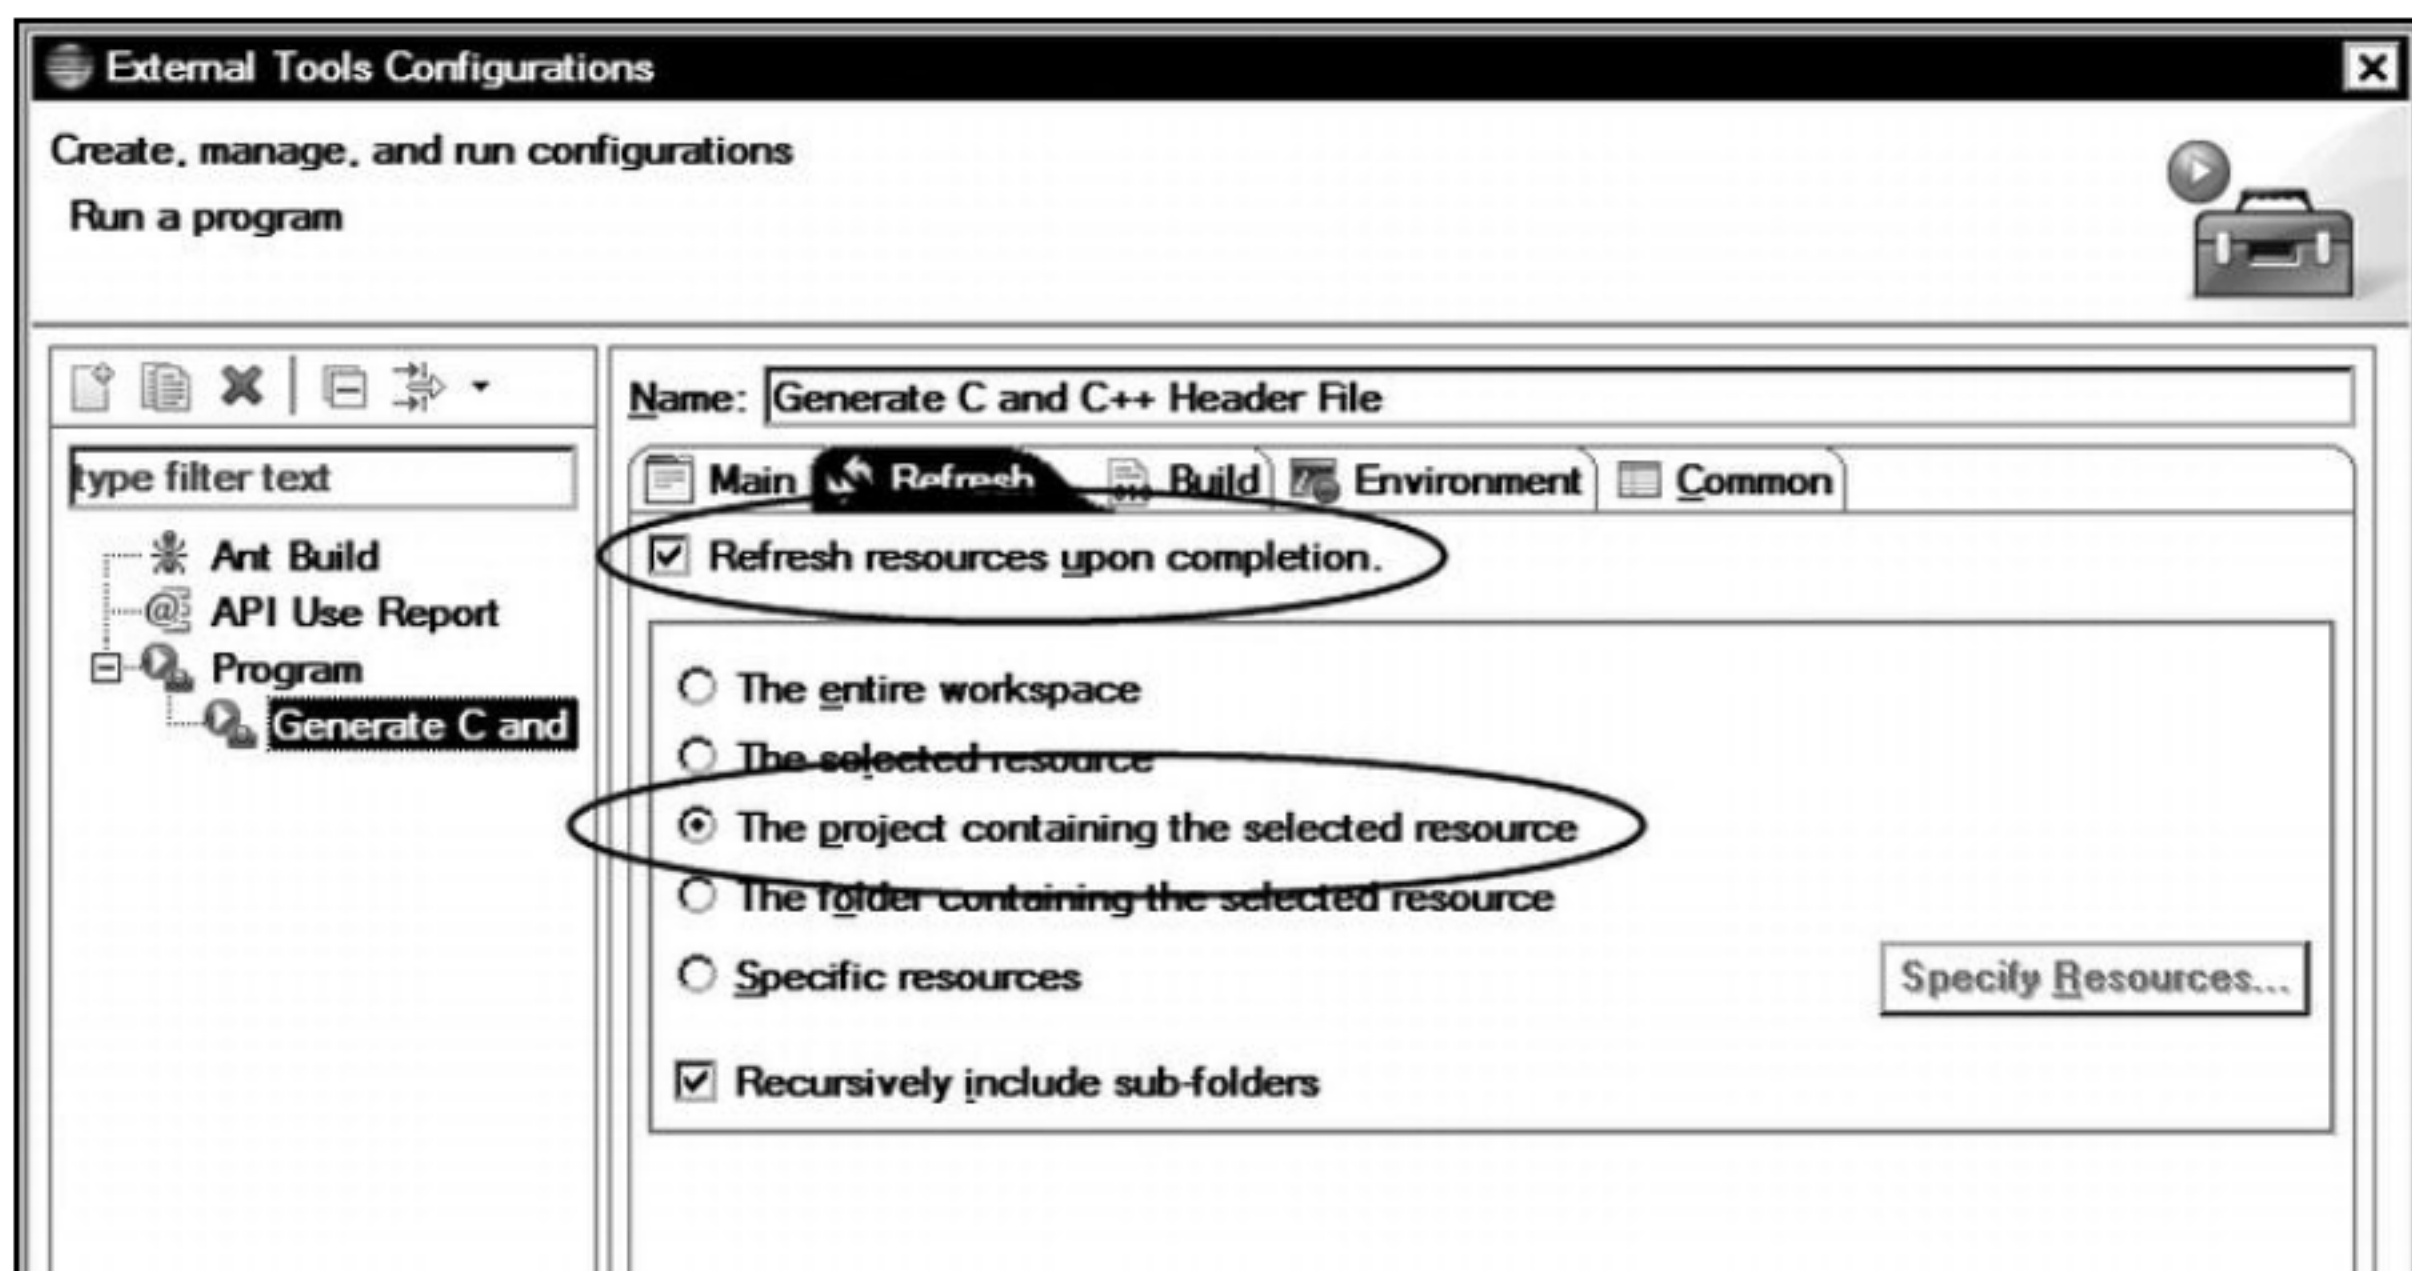 External Tools Configurations
Create, manage, and run configurations
Run a program
type filter text
Ant Build
API Use Report
Program
Generate C and
Name: Generate C and C++ Header File
Main Refresh Build Environment Common
Refresh resources upon completion.
The entire workspace
The selected resource
The project containing the selected resource
The folder containing the selected resource
Specific resources
Specify Resources...
Recursively include sub-folders